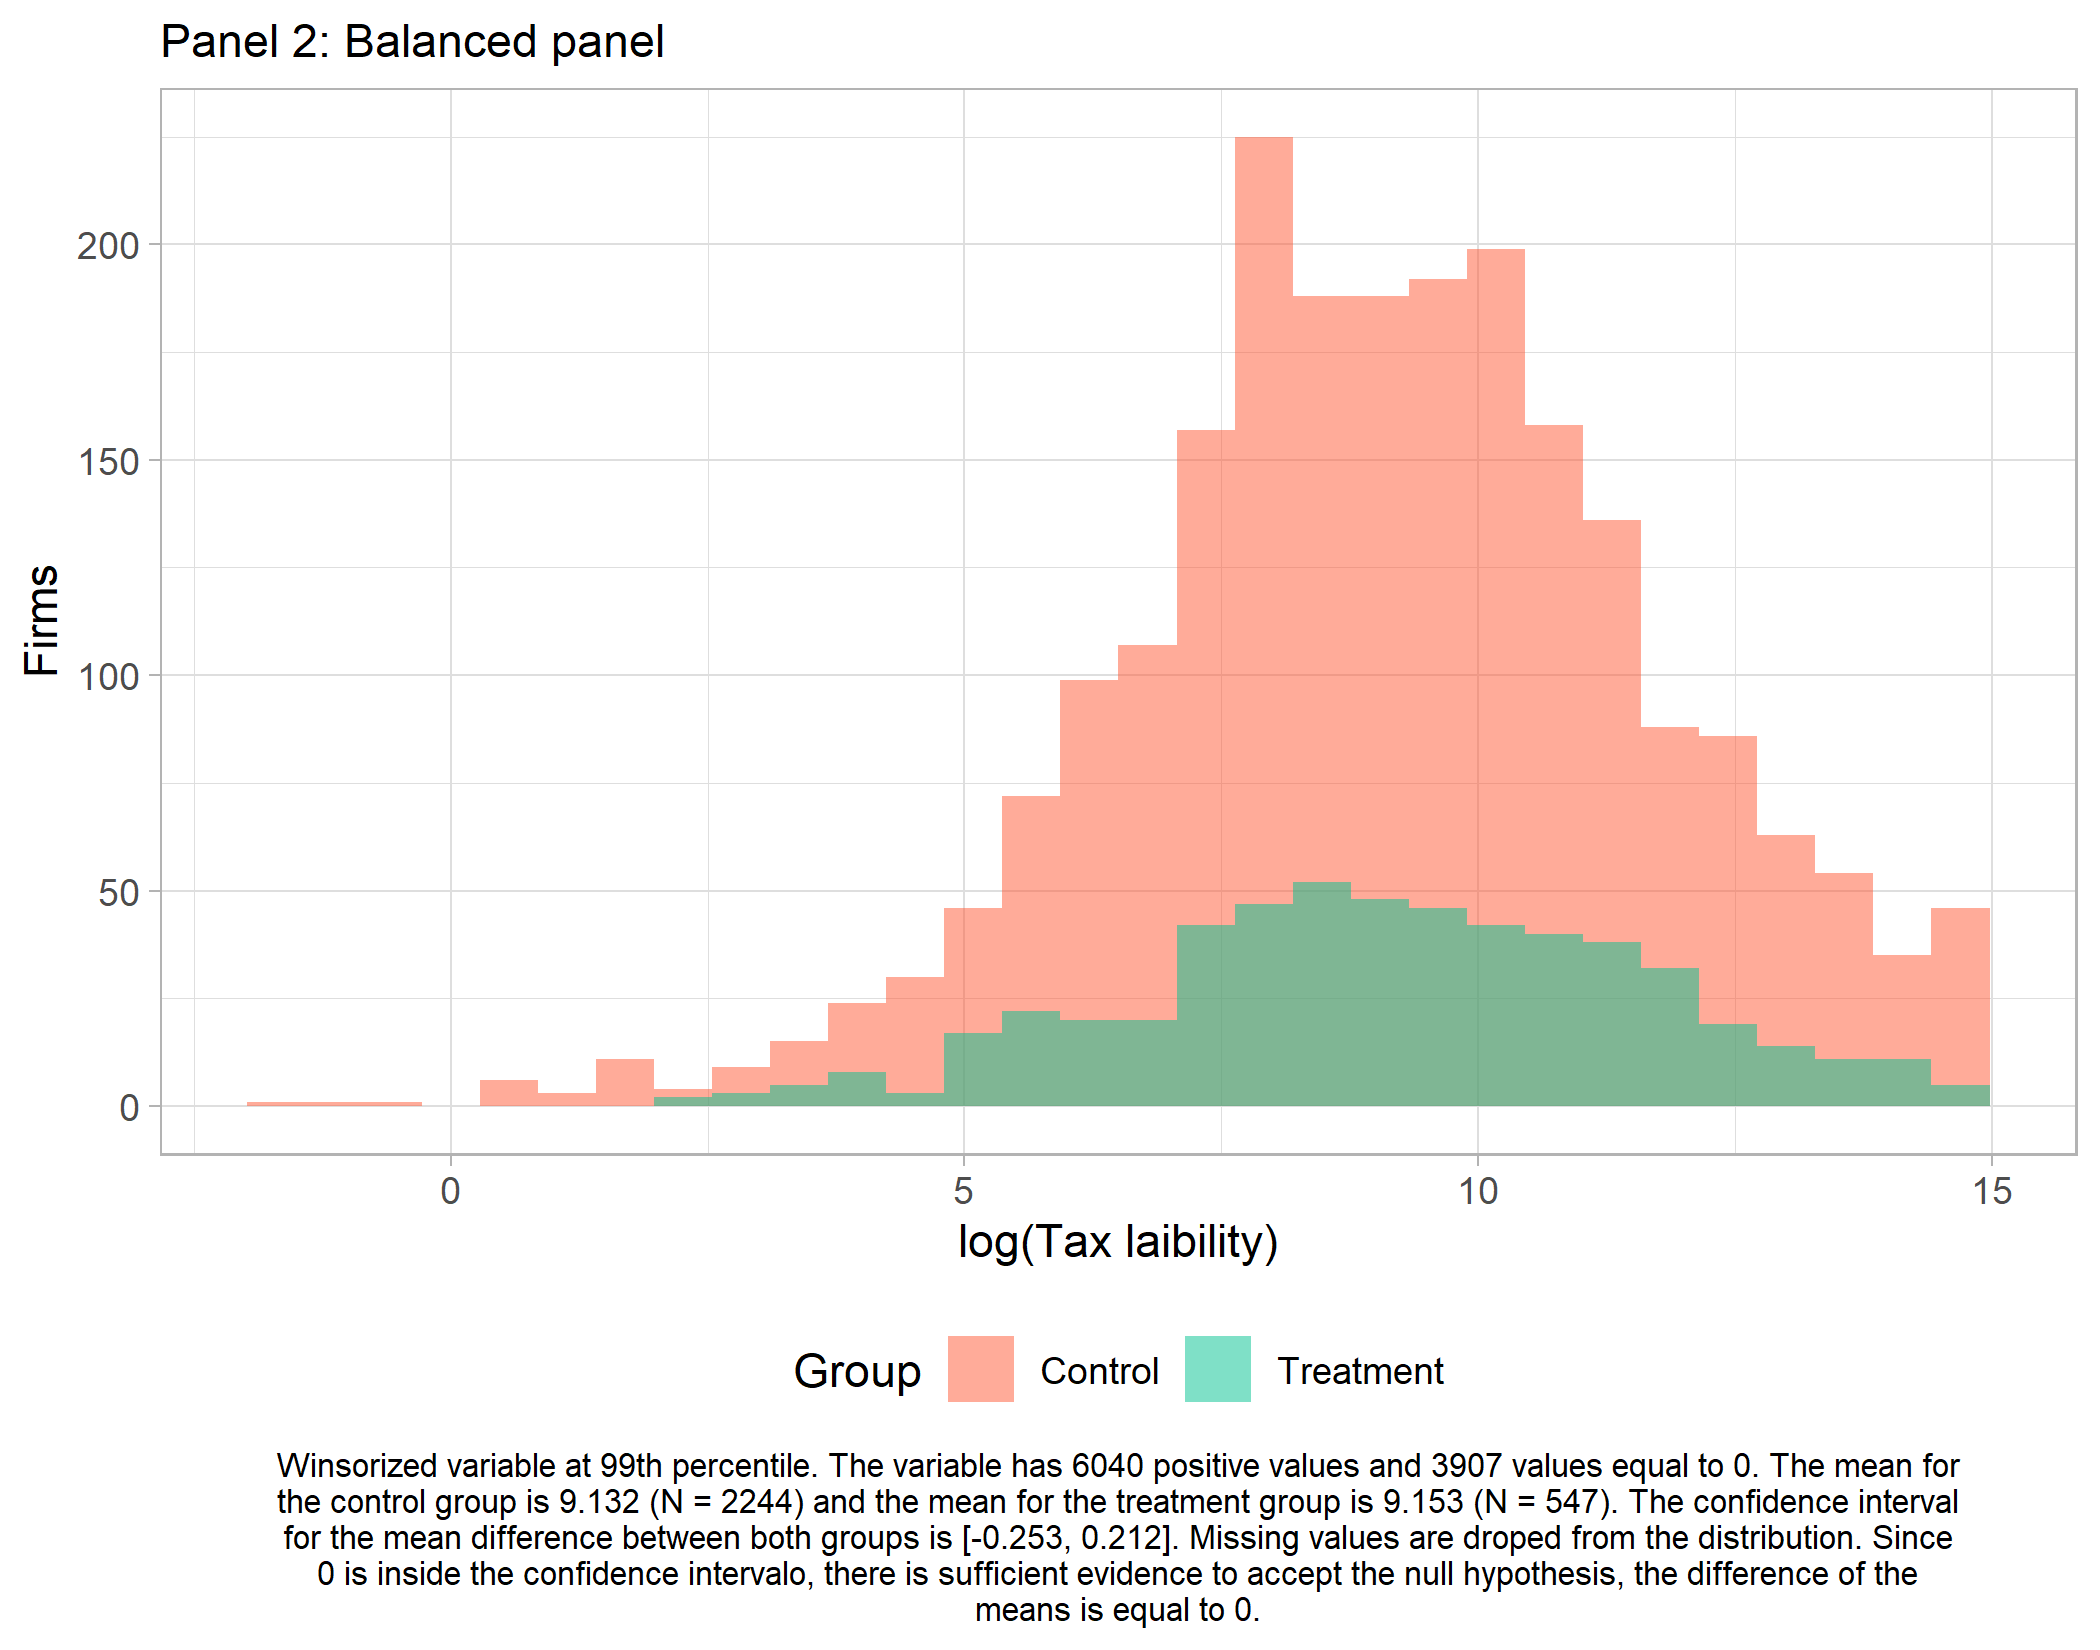 Panel 2: Balanced panel
200
150
100
50
0
Firms
0 5 10 15
log(Tax laibility)
Group Control Treatment
Winsorized variable at 99th percentile. The variable has 6040 positive values and 3907 values equal to 0. The mean for
the control group is 9.132 (N = 2244) and the mean for the treatment group is 9.153 (N = 547). The confidence interval
for the mean difference between both groups is [-0.253, 0.212]. Missing values are droped from the distribution. Since
0 is inside the confidence intervalo, there is sufficient evidence to accept the null hypothesis, the difference of the
means is equal to 0.